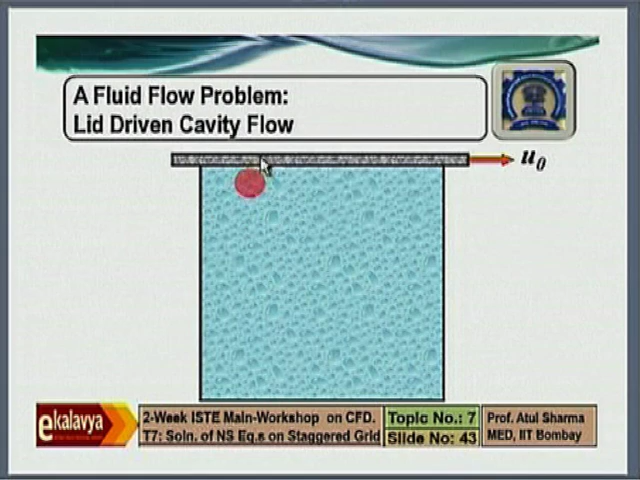 A Fluid Flow Problem:
Lid Driven Cavity Flow
u0
ekalavya
2-Week ISTE Main-Workshop on CFD.
T7: Soln. of NS Eq.s on Staggered Grid
Topic No.: 7
Slide No: 43
Prof. Atul Sharma
MED, IIT Bombay